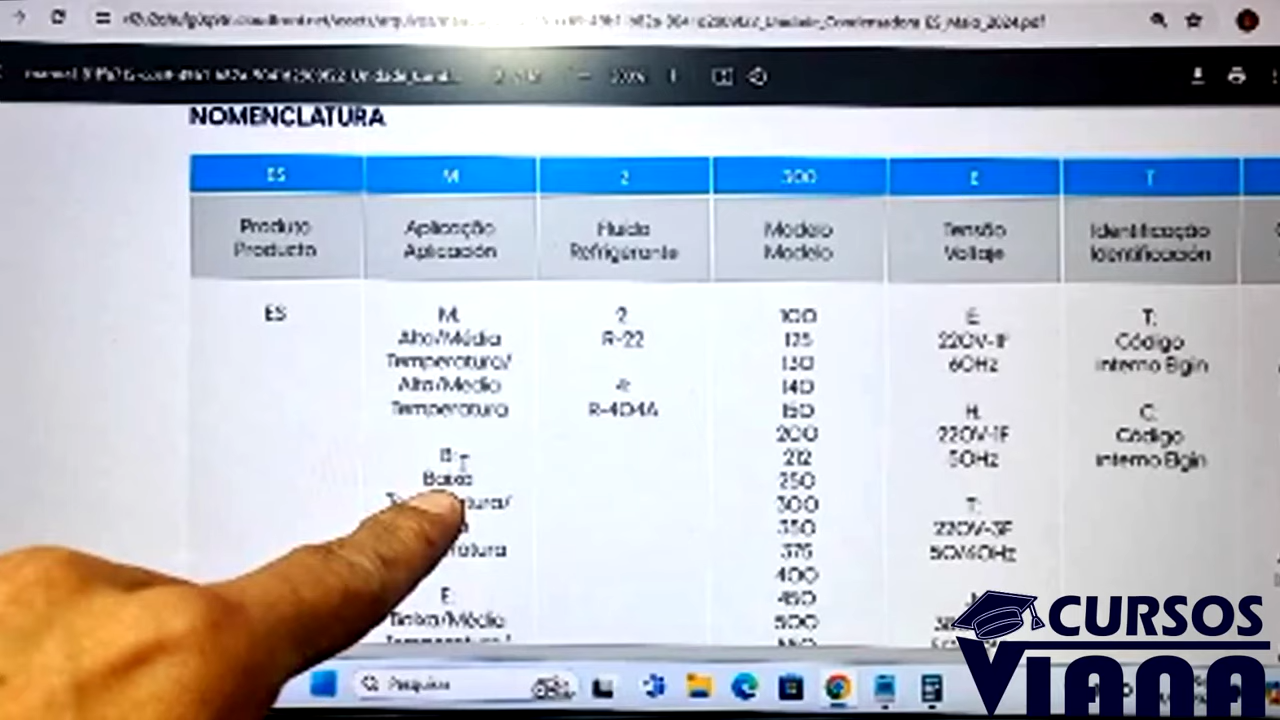 NOMENCLATURA
ES M 2 300 E T
Produto Aplicação Fluido Modelo Tensão Identificação
Producto Aplicación Refrigerante Modelo Voltaje Identificación
ES
M:
Alta/Média
Temperatura/
Alta/Medio
Temperatura
B:
Baixa
E:
Baixa/Média
2
R-22
4:
R-404A
100
125
130
140
150
200
212
250
300
350
375
400
450
500
550
E:
220V-1F
60Hz
H:
220V-1F
50Hz
T:
220V-3F
50/60Hz
T:
Código
Interno Elgin
C:
Código
Interno Elgin
Pesquisar
CURSOS
VIANA